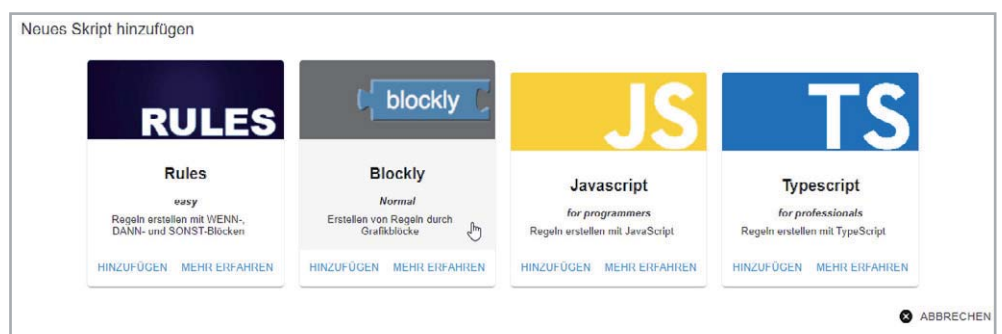 Neues Skript hinzufügen
RULES
Rules
easy
Regeln erstellen mit WENN-,
DANN- und SONST-Blöcken
HINZUFÜGEN MEHR ERFAHREN
blockly
Blockly
Normal
Erstellen von Regeln durch
Grafikblöcke
HINZUFÜGEN MEHR ERFAHREN
JS
Javascript
for programmers
Regeln erstellen mit JavaScript
HINZUFÜGEN MEHR ERFAHREN
TS
Typescript
for professionals
Regeln erstellen mit TypeScript
HINZUFÜGEN MEHR ERFAHREN
ABBRECHEN